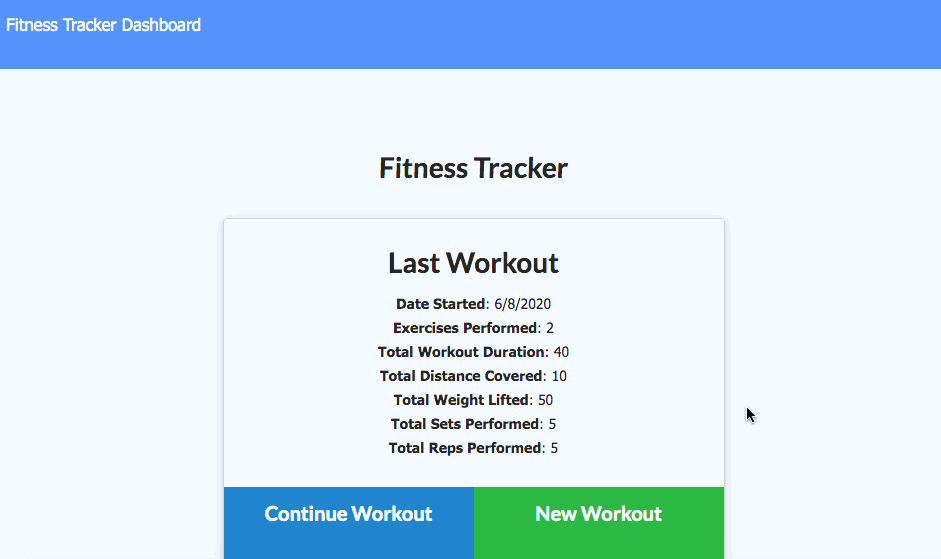 Fitness Tracker Dashboard
Fitness Tracker
Last Workout
Date Started: 6/8/2020
Exercises Performed: 2
Total Workout Duration: 40
Total Distance Covered: 10
Total Weight Lifted: 50
Total Sets Performed: 5
Total Reps Performed: 5
Continue Workout New Workout